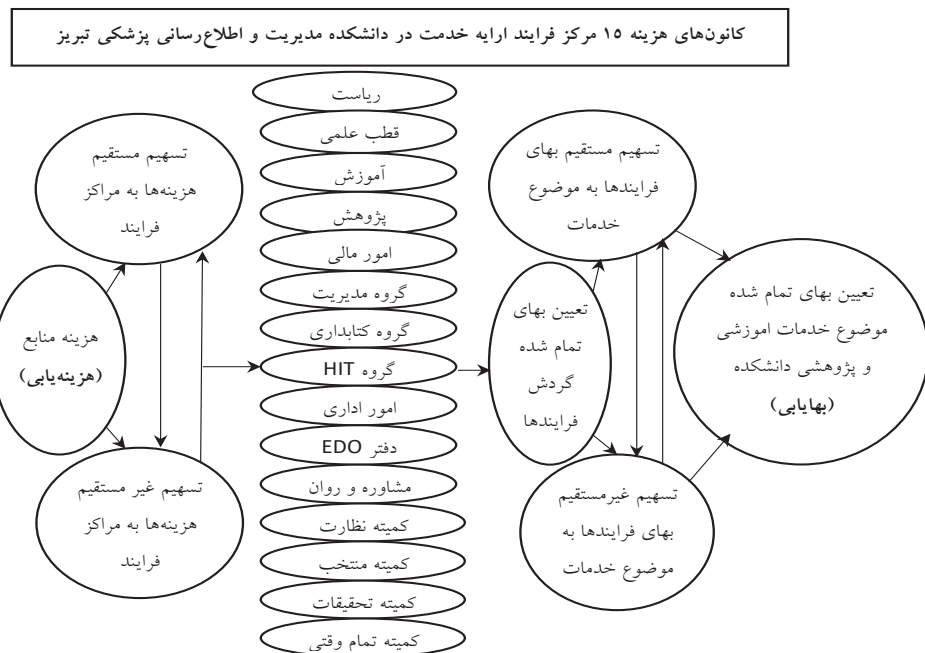 کانون‌های هزینه ۱۵ مرکز فرایند ارایه خدمت در دانشکده مدیریت و اطلاع‌رسانی پزشکی تبریز
هزینه منابع
(هزینه‌یابی)
تسهیم مستقیم
هزینه‌ها به مراکز
فرایند
تسهیم غیر مستقیم
هزینه‌ها به مراکز
فرایند
ریاست
قطب علمی
آموزش
پژوهش
امور مالی
گروه مدیریت
گروه کتابداری
گروه HIT
امور اداری
دفتر EDO
مشاوره و روان
کمیته نظارت
کمیته منتخب
کمیته تحقیقات
کمیته تمام وقتی
تعیین بهای
تمام شده
گردش
فرایندها
تسهیم مستقیم بهای
فرایندها به موضوع
خدمات
تسهیم غیرمستقیم
بهای فرایندها به
موضوع خدمات
تعیین بهای تمام شده
موضوع خدمات اموزشی
و پژوهشی دانشکده
(بهایابی)